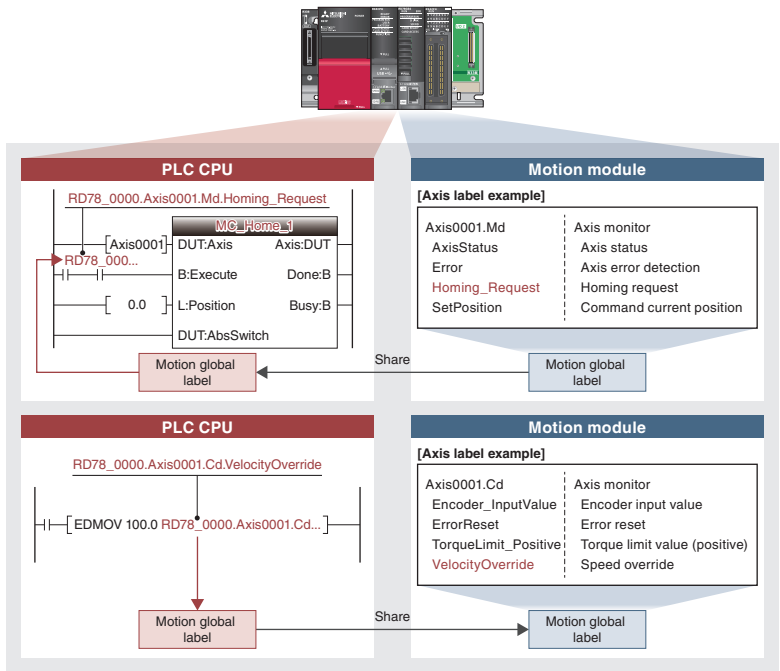 PLC CPU
RD78_0000.Axis0001.Md.Homing_Request
MC_Home_1
Axis0001
DUT:Axis Axis:DUT
RD78_000...
B:Execute Done:B
0.0
L:Position Busy:B
DUT:AbsSwitch
Motion global
label
Share
Motion module
[Axis label example]
Axis0001.Md Axis monitor
AxisStatus Axis status
Error Axis error detection
Homing_Request Homing request
SetPosition Command current position
Motion global
label
PLC CPU
RD78_0000.Axis0001.Cd.VelocityOverride
EDMOV 100.0 RD78_0000.Axis0001.Cd...
Motion global
label
Share
Motion module
[Axis label example]
Axis0001.Cd Axis monitor
Encoder_InputValue Encoder input value
ErrorReset Error reset
TorqueLimit_Positive Torque limit value (positive)
VelocityOverride Speed override
Motion global
label